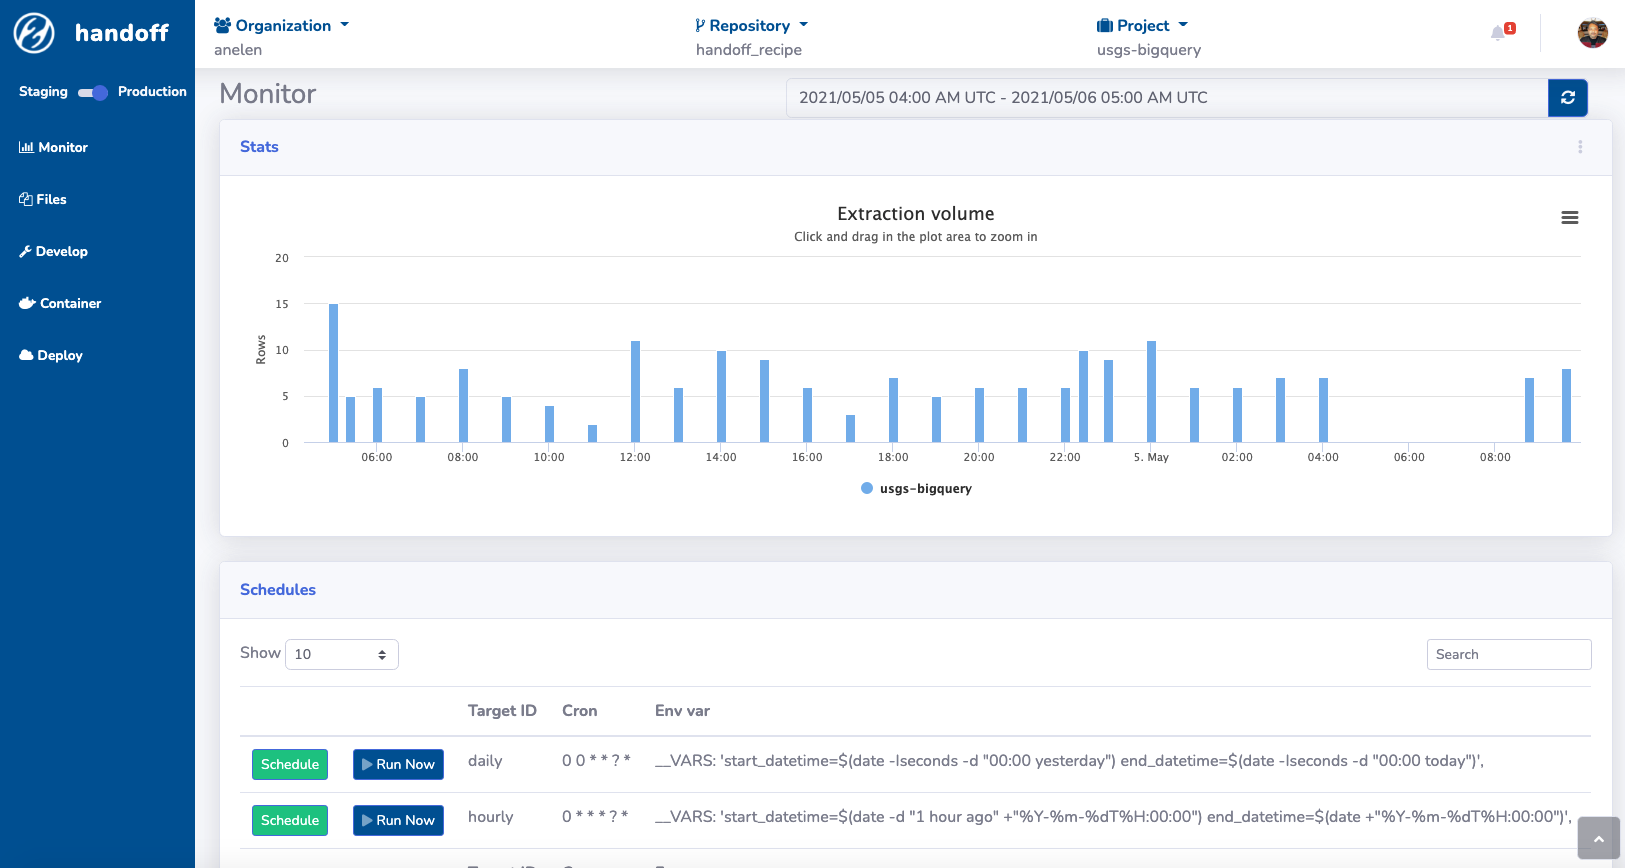 handoff
Organization
anelen
Repository
handoff_recipe
Project
usgs-bigquery
1
Staging
Production
Monitor
Files
Develop
Container
Deploy
Monitor
2021/05/05 04:00 AM UTC - 2021/05/06 05:00 AM UTC
Stats
Extraction volume
Click and drag in the plot area to zoom in
Rows
20
15
10
5
0
06:00 08:00 10:00 12:00 14:00 16:00 18:00 20:00 22:00 5. May 02:00 04:00 06:00 08:00
usgs-bigquery
Schedules
Show 10
Search
Target ID Cron Env var
Schedule Run Now daily 0 0 * * ? * __VARS: 'start_datetime=$(date -Iseconds -d "00:00 yesterday") end_datetime=$(date -Iseconds -d "00:00 today")',
Schedule Run Now hourly 0 * * * ? * __VARS: 'start_datetime=$(date -d "1 hour ago" +"%Y-%m-%dT%H:00:00") end_datetime=$(date +"%Y-%m-%dT%H:00:00")',